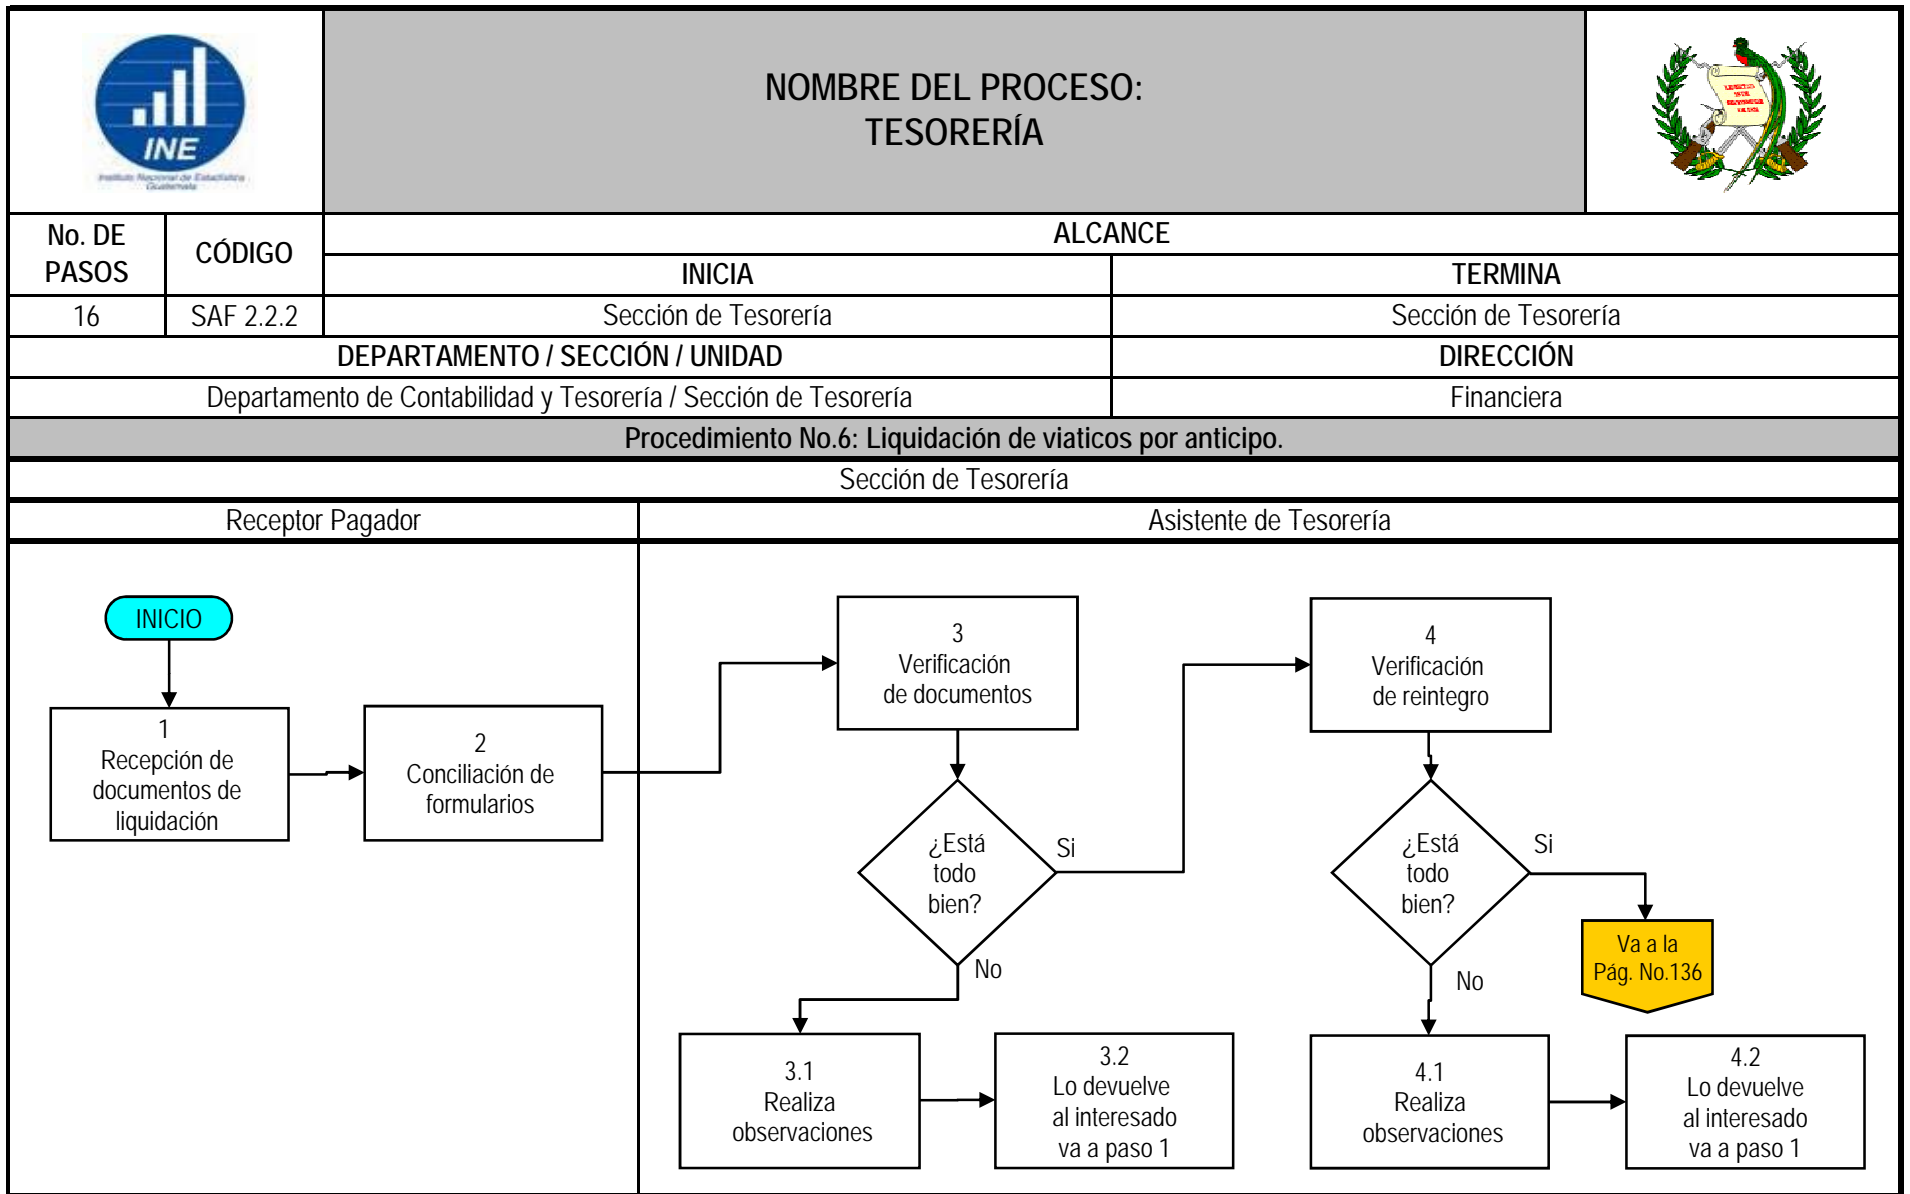 INE
Instituto Nacional de Estadística
Guatemala
NOMBRE DEL PROCESO:
TESORERÍA
No. DE
PASOS
CÓDIGO
ALCANCE
INICIA
TERMINA
16
SAF 2.2.2
Sección de Tesorería
Sección de Tesorería
DEPARTAMENTO / SECCIÓN / UNIDAD
DIRECCIÓN
Departamento de Contabilidad y Tesorería / Sección de Tesorería
Financiera
Procedimiento No.6: Liquidación de viaticos por anticipo.
Sección de Tesorería
Receptor Pagador
Asistente de Tesorería
INICIO
1
Recepción de
documentos de
liquidación
2
Conciliación de
formularios
3
Verificación
de documentos
¿Está
todo
bien?
Si
No
3.1
Realiza
observaciones
3.2
Lo devuelve
al interesado
va a paso 1
4
Verificación
de reintegro
¿Está
todo
bien?
Si
No
Va a la
Pág. No.136
4.1
Realiza
observaciones
4.2
Lo devuelve
al interesado
va a paso 1